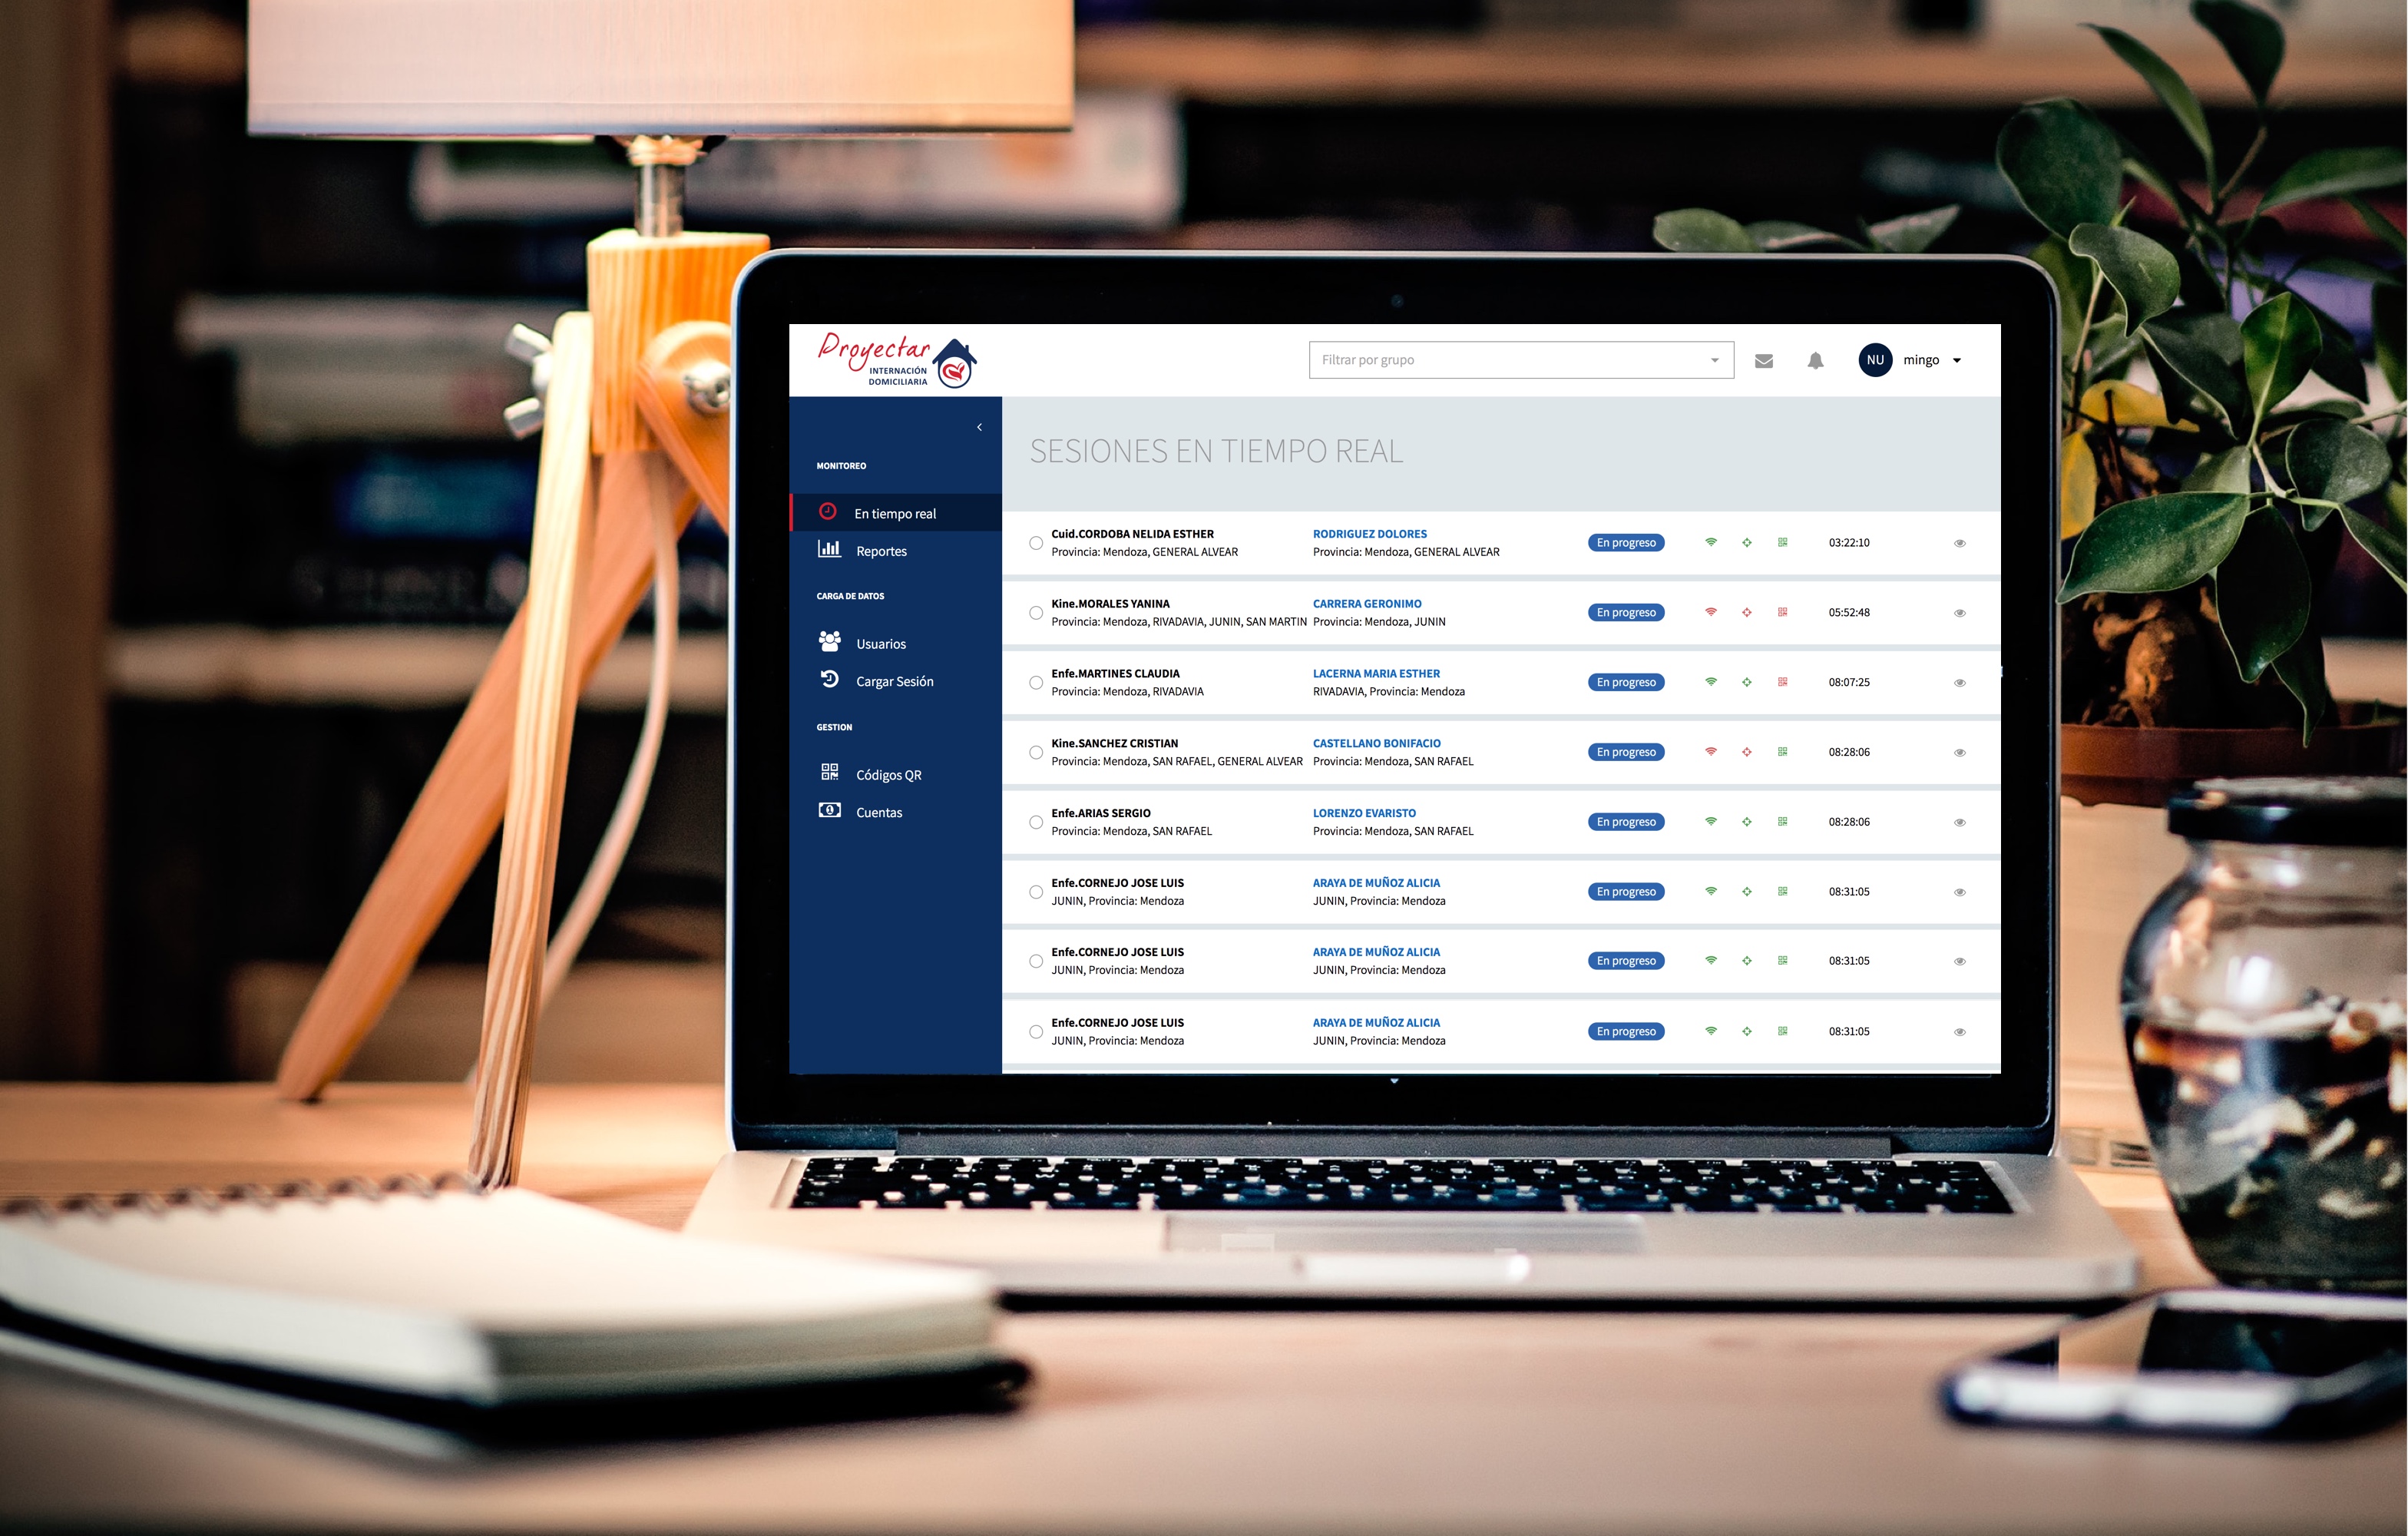 Proyectar
INTERNACIÓN
DOMICILIARIA
Filtrar por grupo
NU mingo
MONITOREO
En tiempo real
Reportes
CARGA DE DATOS
Usuarios
Cargar Sesión
GESTION
Códigos QR
Cuentas
SESIONES EN TIEMPO REAL
Cuid.CORDOBA NELIDA ESTHER RODRIGUEZ DOLORES En progreso 03:22:10
Provincia: Mendoza, GENERAL ALVEAR Provincia: Mendoza, GENERAL ALVEAR
Kine.MORALES YANINA CARRERA GERONIMO En progreso 05:52:48
Provincia: Mendoza, RIVADAVIA, JUNIN, SAN MARTIN Provincia: Mendoza, JUNIN
Enfe.MARTINES CLAUDIA LACERNA MARIA ESTHER En progreso 08:07:25
Provincia: Mendoza, RIVADAVIA RIVADAVIA, Provincia: Mendoza
Kine.SANCHEZ CRISTIAN CASTELLANO BONIFACIO En progreso 08:28:06
Provincia: Mendoza, SAN RAFAEL, GENERAL ALVEAR Provincia: Mendoza, SAN RAFAEL
Enfe.ARIAS SERGIO LORENZO EVARISTO En progreso 08:28:06
Provincia: Mendoza, SAN RAFAEL Provincia: Mendoza, SAN RAFAEL
Enfe.CORNEJO JOSE LUIS ARAYA DE MUÑOZ ALICIA En progreso 08:31:05
JUNIN, Provincia: Mendoza JUNIN, Provincia: Mendoza
Enfe.CORNEJO JOSE LUIS ARAYA DE MUÑOZ ALICIA En progreso 08:31:05
JUNIN, Provincia: Mendoza JUNIN, Provincia: Mendoza
Enfe.CORNEJO JOSE LUIS ARAYA DE MUÑOZ ALICIA En progreso 08:31:05
JUNIN, Provincia: Mendoza JUNIN, Provincia: Mendoza